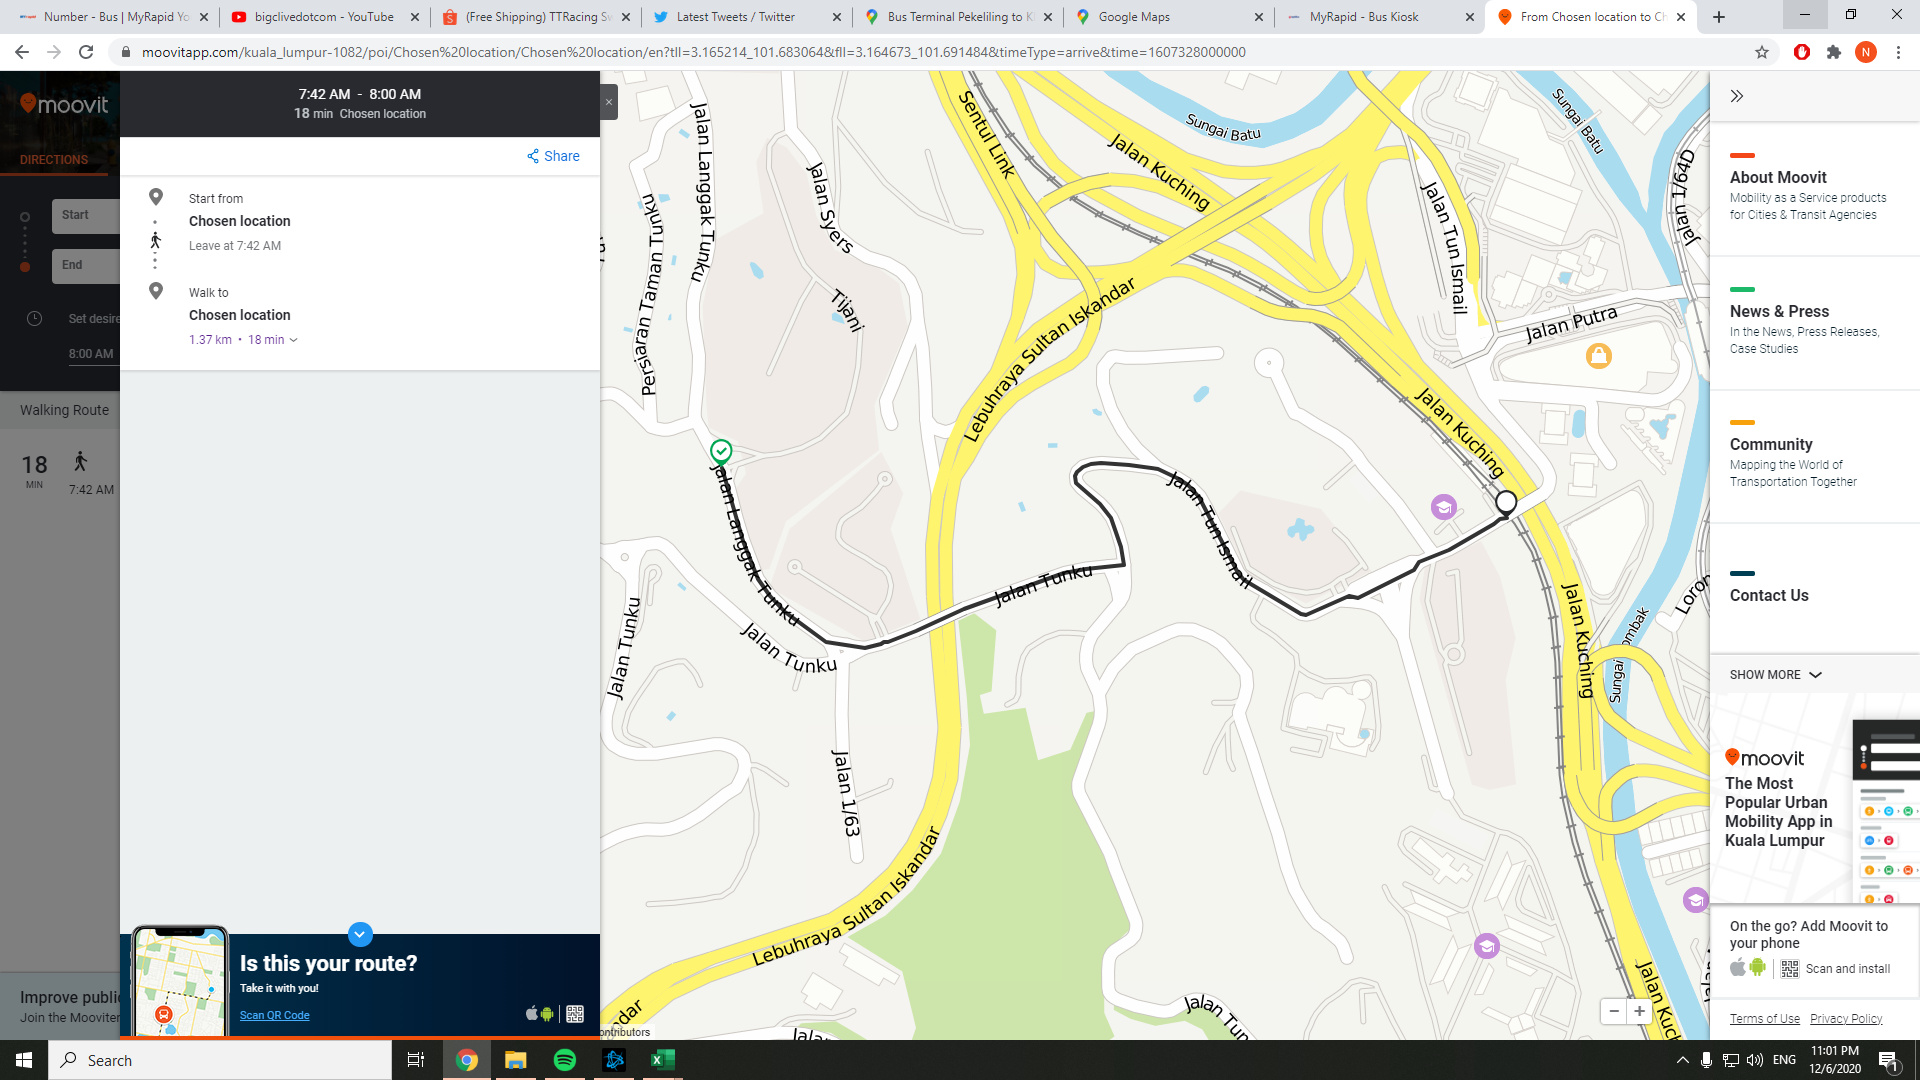 Number - Bus | MyRapid Yo
bigclivedotcom - YouTube
(Free Shipping) TTRacing Sw
Latest Tweets / Twitter
Bus Terminal Pekeliling to K
Google Maps
MyRapid - Bus Kiosk
From Chosen location to Ch
moovitapp.com/kuala_lumpur-1082/poi/Chosen%20location/Chosen%20location/en?tll=3.165214_101.683064&fll=3.164673_101.691484&timeType=arrive&time=1607328000000
N
moovit
DIRECTIONS
Start
End
Set desire
8:00 AM
Walking Route
18
MIN
7:42 AM
Improve public
Join the Mooviter
7:42 AM - 8:00 AM
18 min Chosen location
Share
Start from
Chosen location
Leave at 7:42 AM
Walk to
Chosen location
1.37 km • 18 min
Is this your route?
Take it with you!
Scan QR Code
Sentul Link
Jalan Kuching
Sungai Batu
Sungai Batu
Jalan 1/64D
Jalan Langgak Tunku
Jalan Syers
Persiaran Taman Tunku
Tijani
Jalan Tun Ismail
Jalan Putra
Lebuhraya Sultan Iskandar
Jalan Kuching
Jalan Langgak Tunku
Jalan Tun Ismail
Jalan Tunku
Jalan Tunku
Jalan Tunku
Jalan Kuching
Sungai
ombak
Loron
Jalan 1/63
Lebuhraya Sultan Iskandar
Jalan Tun
Jalan Kuc
ndar
Jala
ontributors
About Moovit
Mobility as a Service products
for Cities & Transit Agencies
News & Press
In the News, Press Releases,
Case Studies
Community
Mapping the World of
Transportation Together
Contact Us
SHOW MORE
moovit
The Most
Popular Urban
Mobility App in
Kuala Lumpur
On the go? Add Moovit to
your phone
Scan and install
Terms of Use Privacy Policy
Search
ENG
11:01 PM
12/6/2020
1